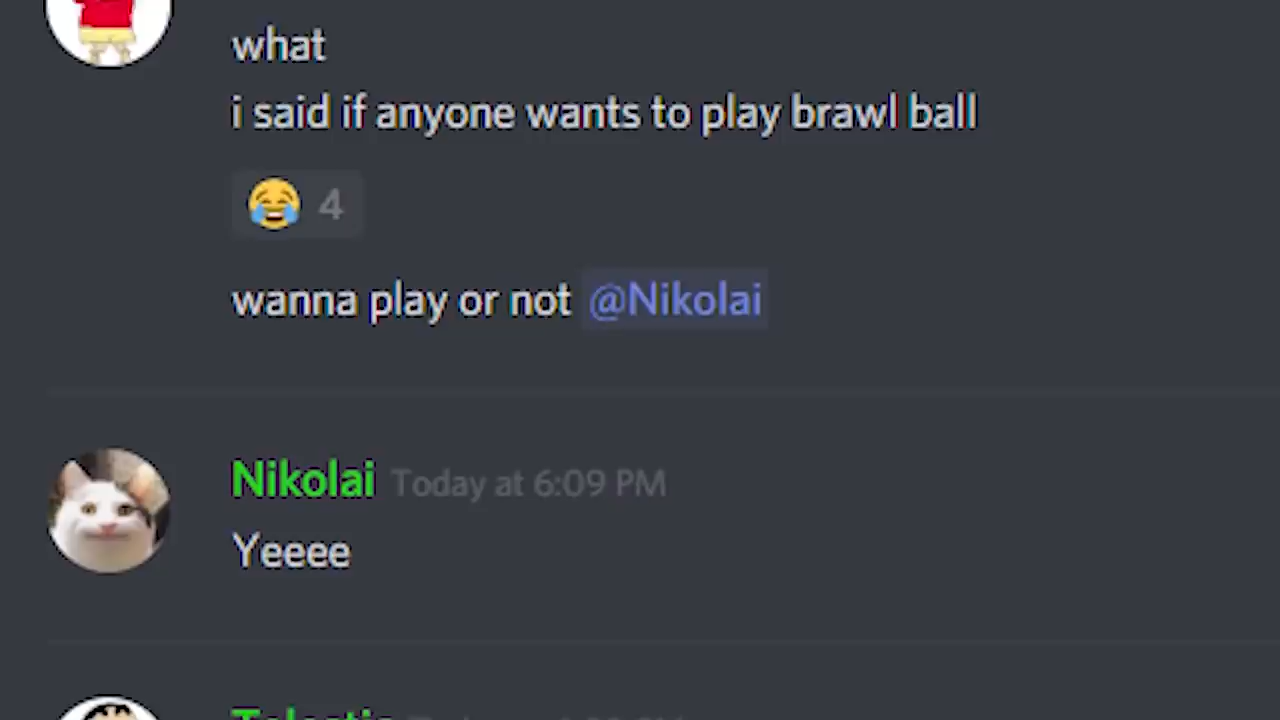 what
i said if anyone wants to play brawl ball
😂 4
wanna play or not @Nikolai
Nikolai Today at 6:09 PM
Yeeee